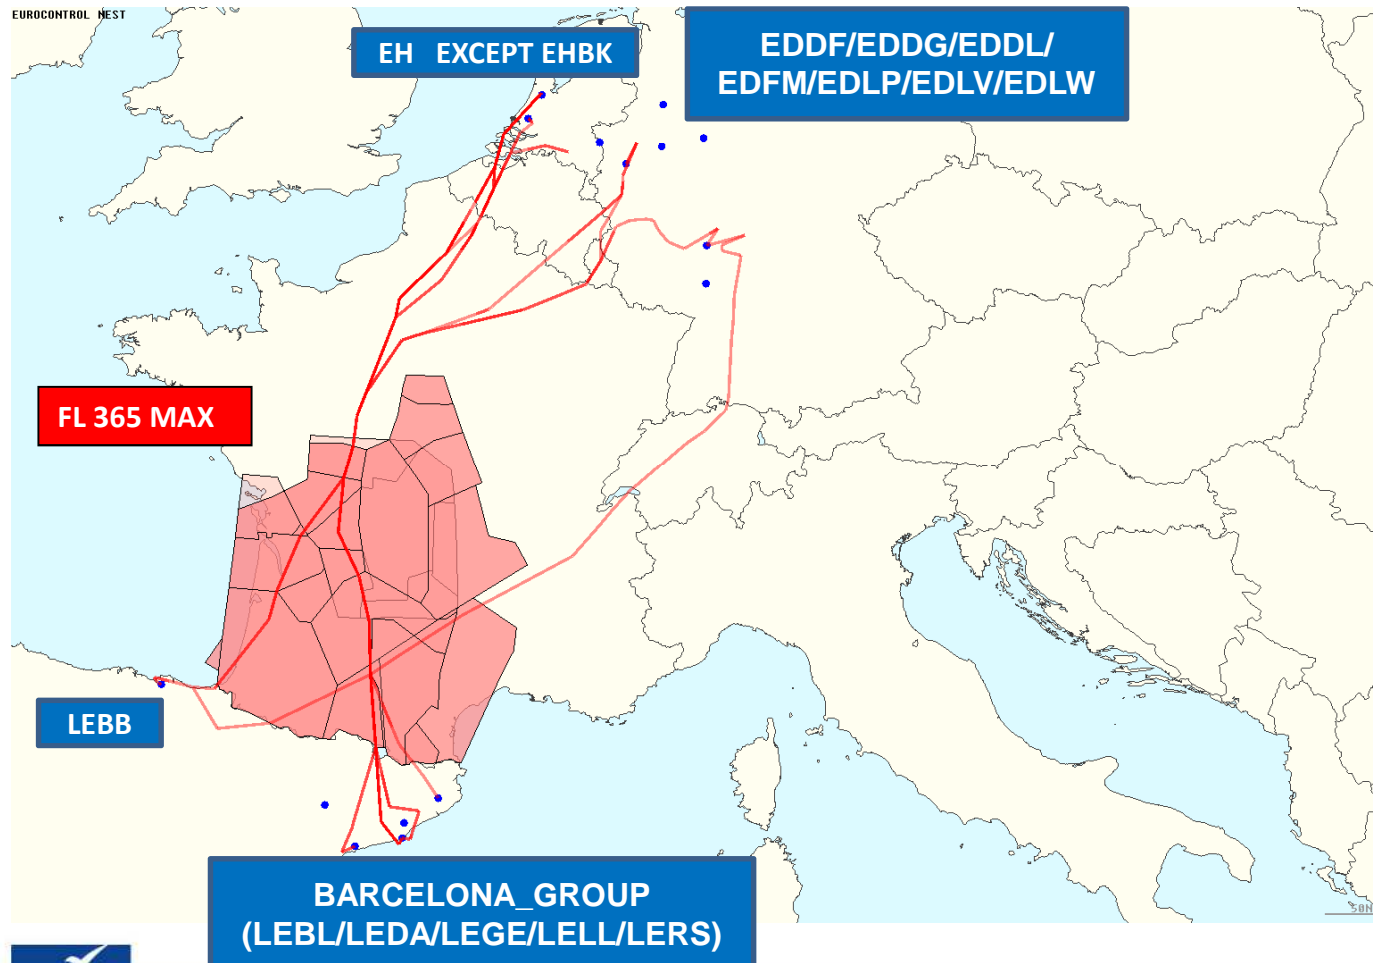 EUROCONTROL NEST
EH EXCEPT EHBK
EDDF/EDDG/EDDL/
EDFM/EDLP/EDLV/EDLW
FL 365 MAX
LEBB
BARCELONA_GROUP
(LEBL/LEDA/LEGE/LELL/LERS)
50N